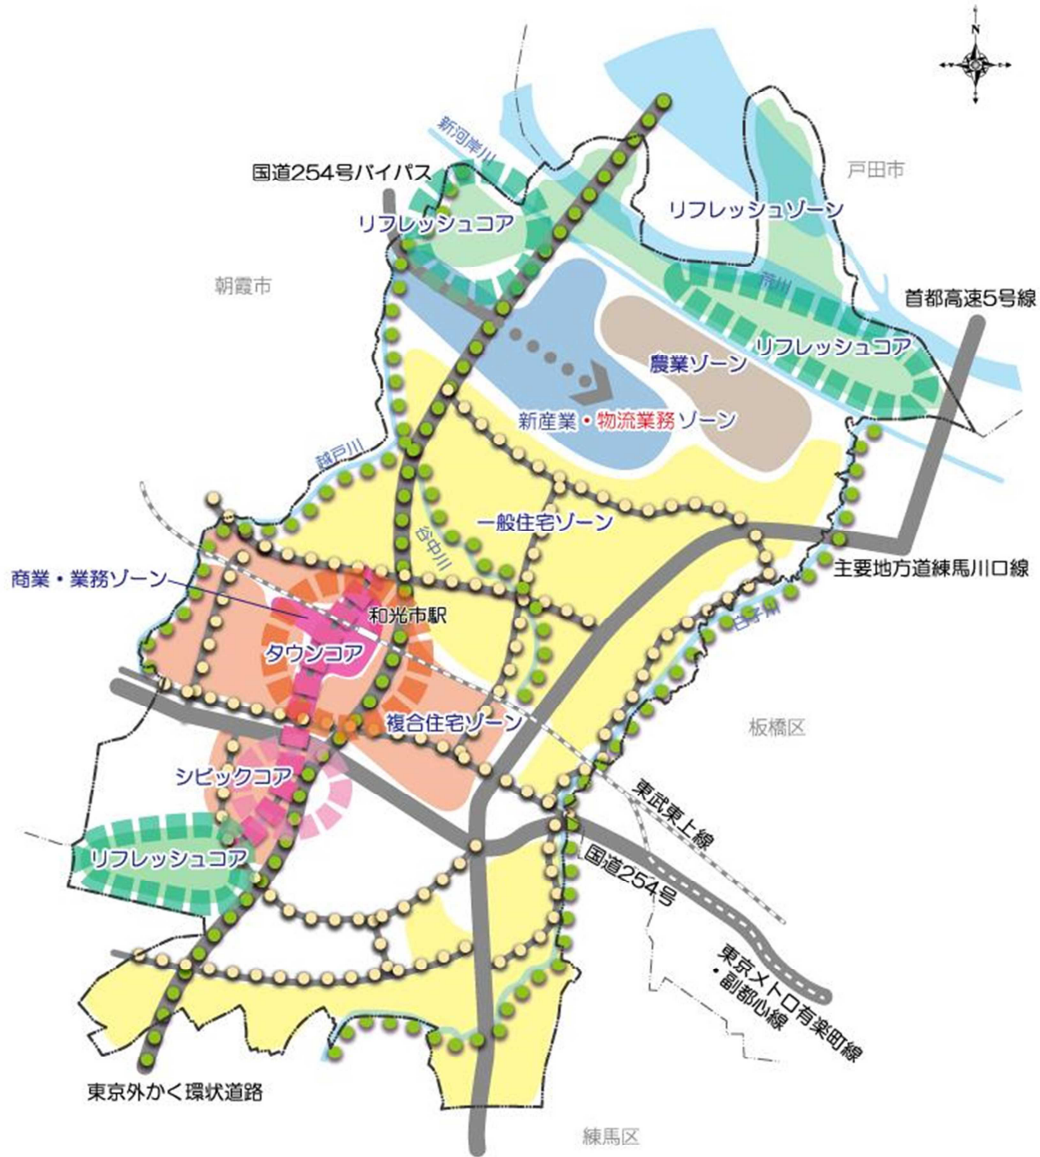 N
新河岸川
国道254号バイパス
戸田市
リフレッシュゾーン
リフレッシュコア
朝霞市
荒川
首都高速5号線
リフレッシュコア
農業ゾーン
新産業・物流業務ゾーン
越戸川
一般住宅ゾーン
谷中川
主要地方道練馬川口線
商業・業務ゾーン
和光市駅
白子川
タウンコア
複合住宅ゾーン
板橋区
シビックコア
東武東上線
リフレッシュコア
国道254号
東京メトロ有楽町線
・副都心線
東京外かく環状道路
練馬区